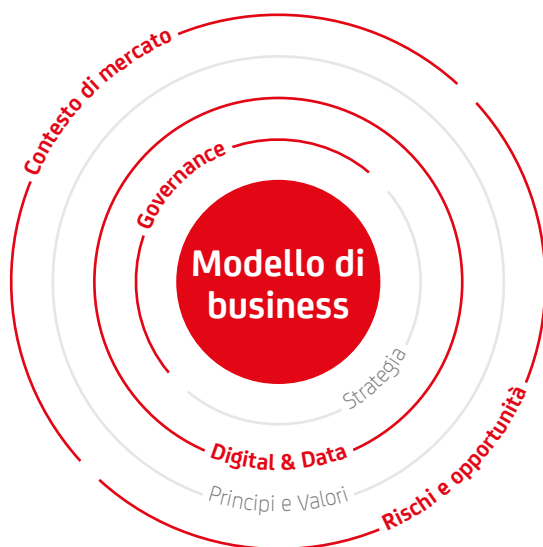 Contesto di mercato
Governance
Modello di
business
Strategia
Digital & Data
Principi e Valori
Rischi e opportunità